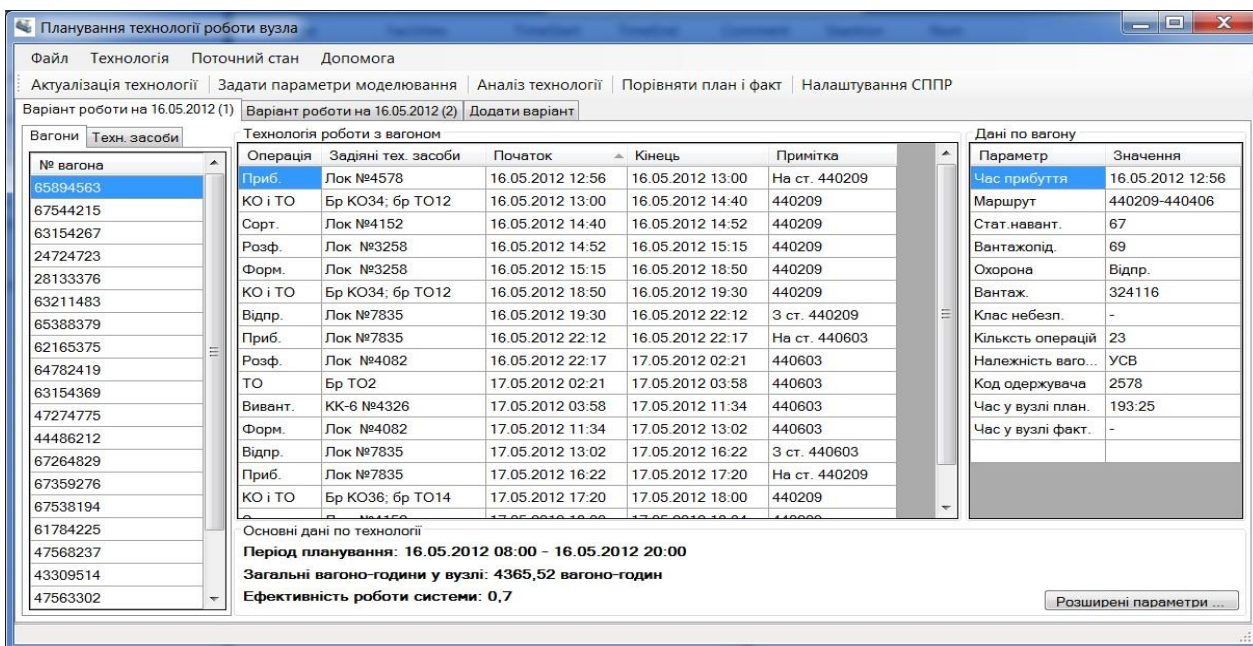 Планування технології роботи вузла
Файл Технологія Поточний стан Допомога
Актуалізація технології Задати параметри моделювання Аналіз технології Порівняти план і факт Налаштування СППР
Варіант роботи на 16.05.2012 (1) Варіант роботи на 16.05.2012 (2) Додати варіант
Вагони Техн. засоби
№ вагона
65894563
67544215
63154267
24724723
28133376
63211483
65388379
62165375
64782419
63154369
47274775
44486212
67264829
67359276
67538194
61784225
47568237
43309514
47563302
Технологія роботи з вагоном
Операція Задіяні тех. засоби Початок Кінець Примітка
Приб. Лок №4578 16.05.2012 12:56 16.05.2012 13:00 На ст. 440209
КО і ТО Бр КО34; бр ТО12 16.05.2012 13:00 16.05.2012 14:40 440209
Сорт. Лок №4152 16.05.2012 14:40 16.05.2012 14:52 440209
Розф. Лок №3258 16.05.2012 14:52 16.05.2012 15:15 440209
Форм. Лок №3258 16.05.2012 15:15 16.05.2012 18:50 440209
КО і ТО Бр КО34; бр ТО12 16.05.2012 18:50 16.05.2012 19:30 440209
Відпр. Лок №7835 16.05.2012 19:30 16.05.2012 22:12 З ст. 440209
Приб. Лок №7835 16.05.2012 22:12 16.05.2012 22:17 На ст. 440603
Розф. Лок №4082 16.05.2012 22:17 17.05.2012 02:21 440603
ТО Бр ТО2 17.05.2012 02:21 17.05.2012 03:58 440603
Вивант. КК-6 №4326 17.05.2012 03:58 17.05.2012 11:34 440603
Форм. Лок №4082 17.05.2012 11:34 17.05.2012 13:02 440603
Відпр. Лок №7835 17.05.2012 13:02 17.05.2012 16:22 З ст. 440603
Приб. Лок №7835 17.05.2012 16:22 17.05.2012 17:20 На ст. 440209
КО і ТО Бр КО36; бр ТО14 17.05.2012 17:20 17.05.2012 18:00 440209
Дані по вагону
Параметр Значення
Час прибуття 16.05.2012 12:56
Маршрут 440209-440406
Стат.навант. 67
Вантажопід. 69
Охорона Відпр.
Вантаж. 324116
Клас небезп. -
Кільксть операцій 23
Належність ваго... УСВ
Код одержувача 2578
Час у вузлі план. 193:25
Час у вузлі факт. -
Основні дані по технології
Період планування: 16.05.2012 08:00 - 16.05.2012 20:00
Загальні вагоно-години у вузлі: 4365,52 вагоно-годин
Ефективність роботи системи: 0,7
Розширені параметри ...